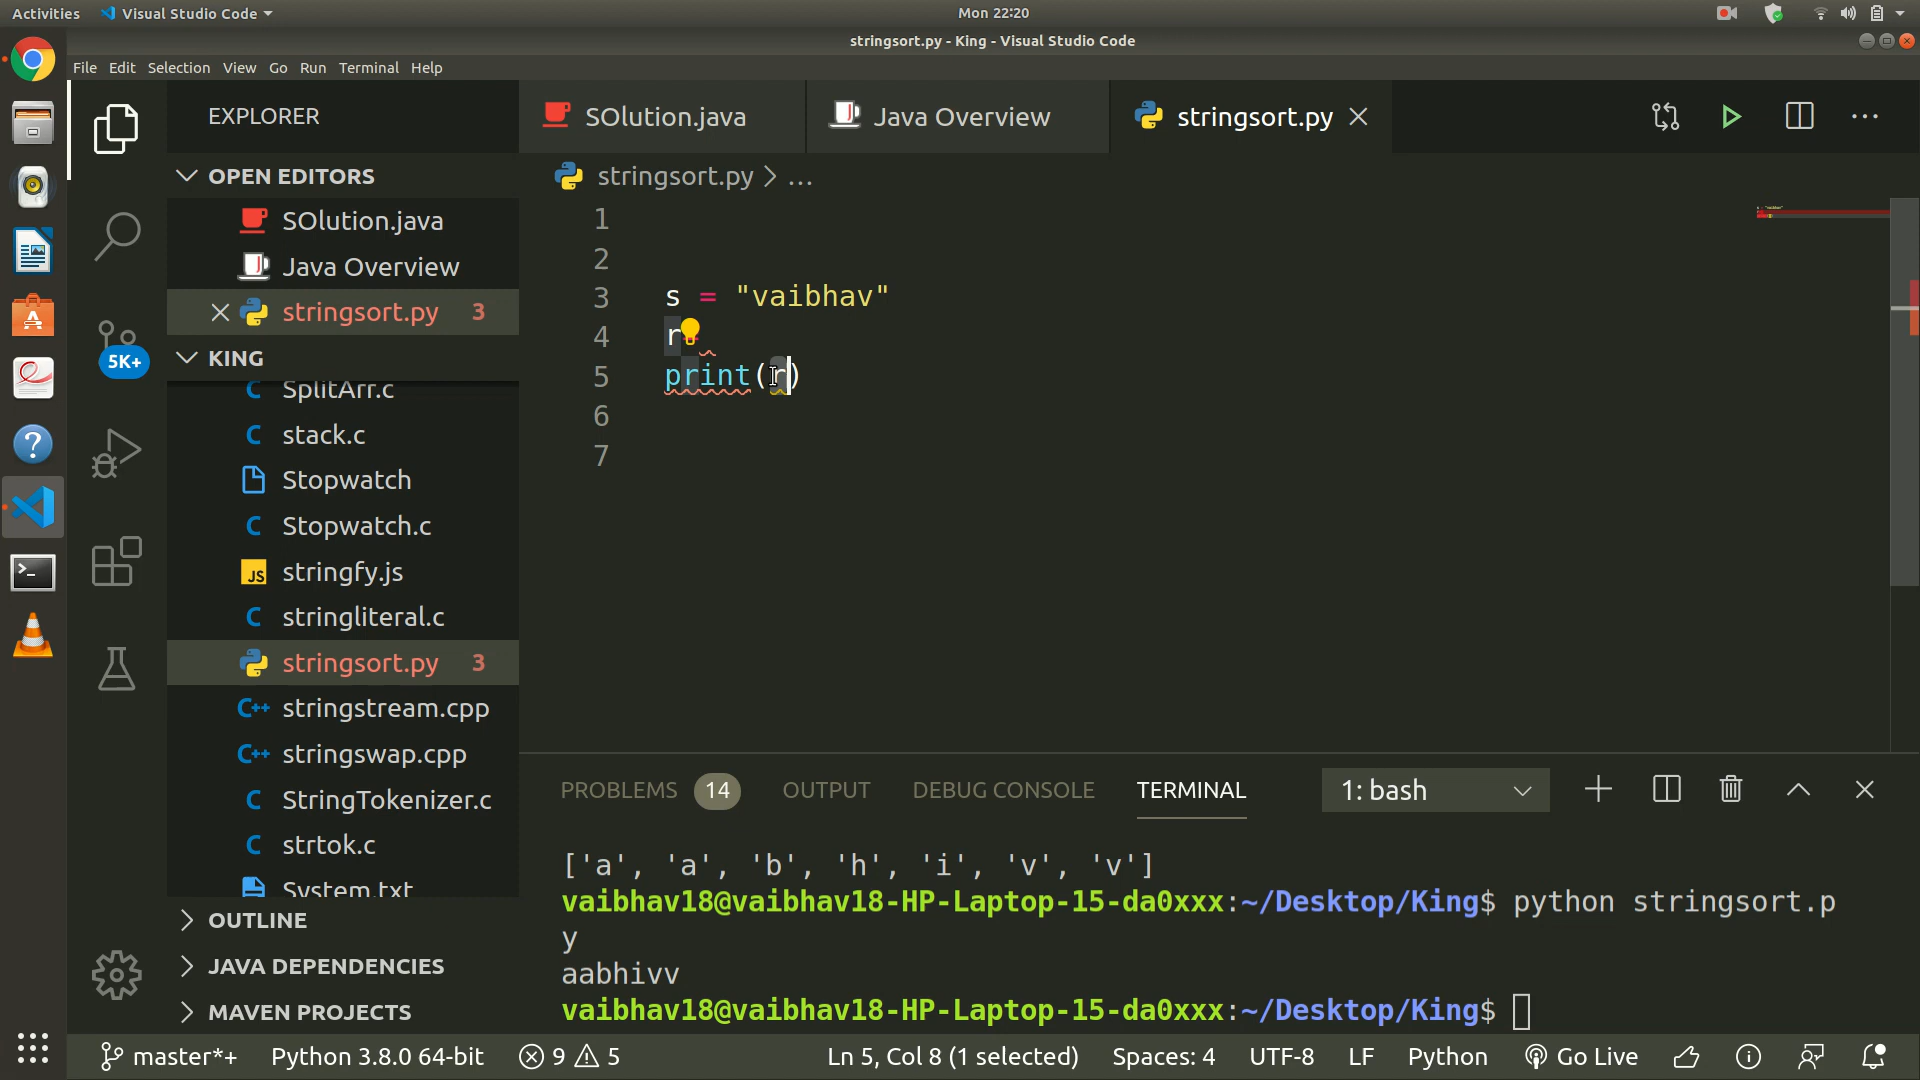 Activities Visual Studio Code Mon 22:20
stringsort.py - King - Visual Studio Code
File Edit Selection View Go Run Terminal Help
EXPLORER
OPEN EDITORS
SOlution.java
Java Overview
stringsort.py 3
KING
SplitArr.c
stack.c
Stopwatch
Stopwatch.c
stringfy.js
stringliteral.c
stringsort.py 3
stringstream.cpp
stringswap.cpp
StringTokenizer.c
strtok.c
System.txt
OUTLINE
JAVA DEPENDENCIES
MAVEN PROJECTS
5K+
SOlution.java Java Overview stringsort.py
stringsort.py > ...
1
2
3 s = "vaibhav"
4 r
5 print(r)
6
7
PROBLEMS 14 OUTPUT DEBUG CONSOLE TERMINAL 1: bash
['a', 'a', 'b', 'h', 'i', 'v', 'v']
vaibhav18@vaibhav18-HP-Laptop-15-da0xxx:~/Desktop/King$ python stringsort.p
y
aabhivv
vaibhav18@vaibhav18-HP-Laptop-15-da0xxx:~/Desktop/King$
master*+ Python 3.8.0 64-bit 9 5 Ln 5, Col 8 (1 selected) Spaces: 4 UTF-8 LF Python Go Live